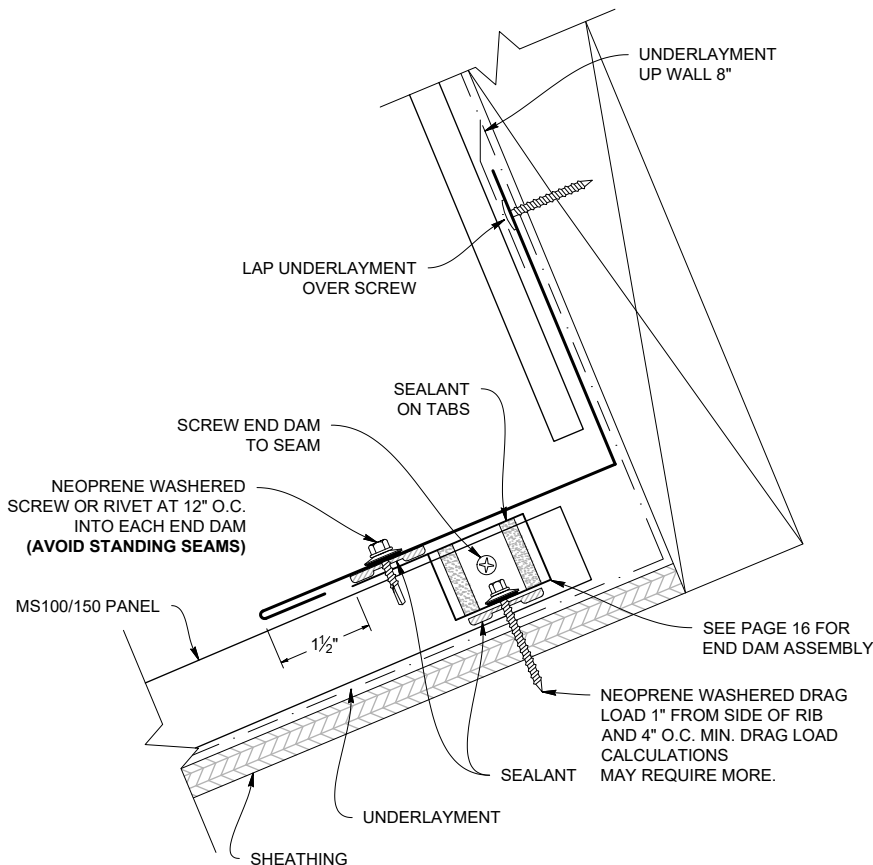 UNDERLAYMENT
UP WALL 8"
LAP UNDERLAYMENT
OVER SCREW
SEALANT
ON TABS
SCREW END DAM
TO SEAM
NEOPRENE WASHERED
SCREW OR RIVET AT 12" O.C.
INTO EACH END DAM
(AVOID STANDING SEAMS)
MS100/150 PANEL
1½"
SEE PAGE 16 FOR
END DAM ASSEMBLY
NEOPRENE WASHERED DRAG
LOAD 1" FROM SIDE OF RIB
AND 4" O.C. MIN. DRAG LOAD
CALCULATIONS
MAY REQUIRE MORE.
SEALANT
UNDERLAYMENT
SHEATHING